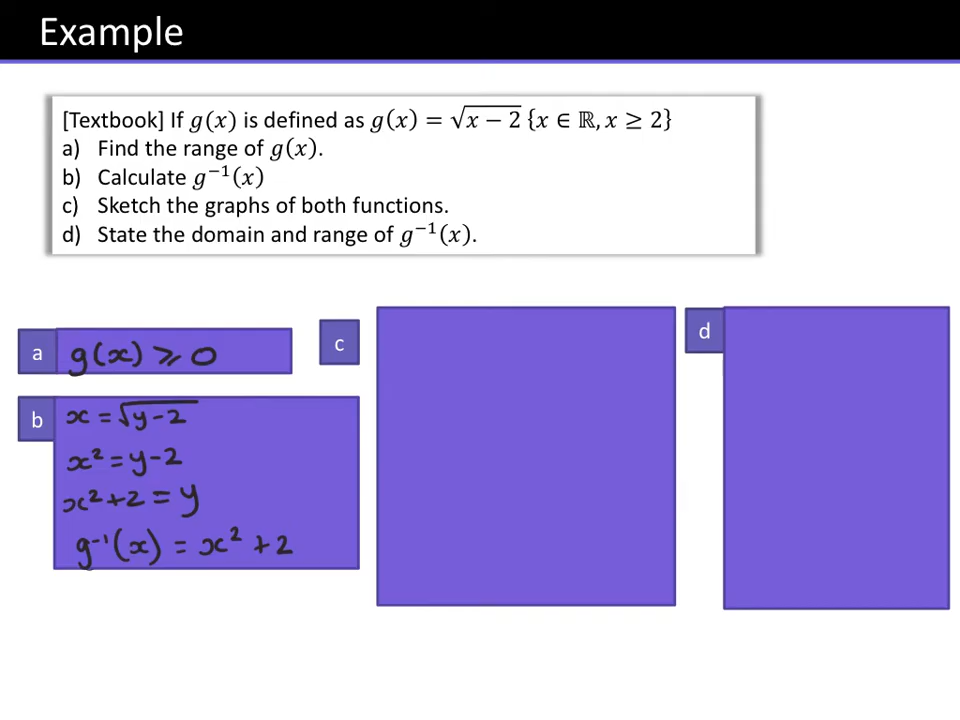 Example
[Textbook] If g(x) is defined as g(x) = √(x − 2) {x ∈ ℝ, x ≥ 2}
a) Find the range of g(x).
b) Calculate g⁻¹(x)
c) Sketch the graphs of both functions.
d) State the domain and range of g⁻¹(x).
a
g(x) ≥ 0
b
x = √(y − 2)
x² = y − 2
x² + 2 = y
g⁻¹(x) = x² + 2
c
d